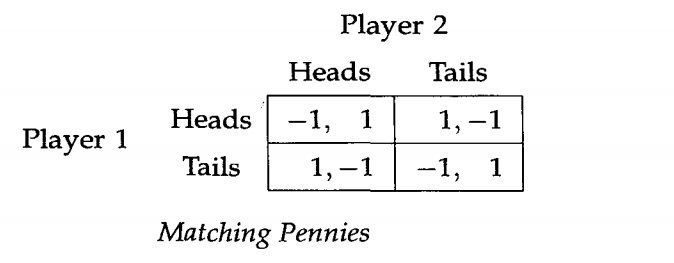 Player 2
Heads Tails
Player 1
Heads −1, 1 1, −1
Tails 1, −1 −1, 1
Matching Pennies